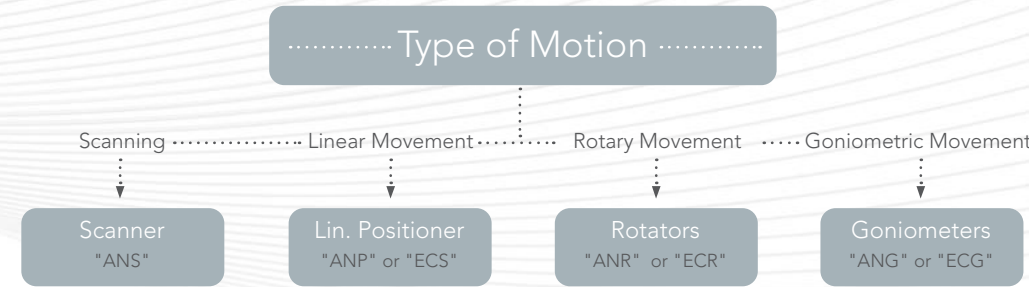 Type of Motion
Scanning
Linear Movement
Rotary Movement
Goniometric Movement
Scanner
"ANS"
Lin. Positioner
"ANP" or "ECS"
Rotators
"ANR" or "ECR"
Goniometers
"ANG" or "ECG"